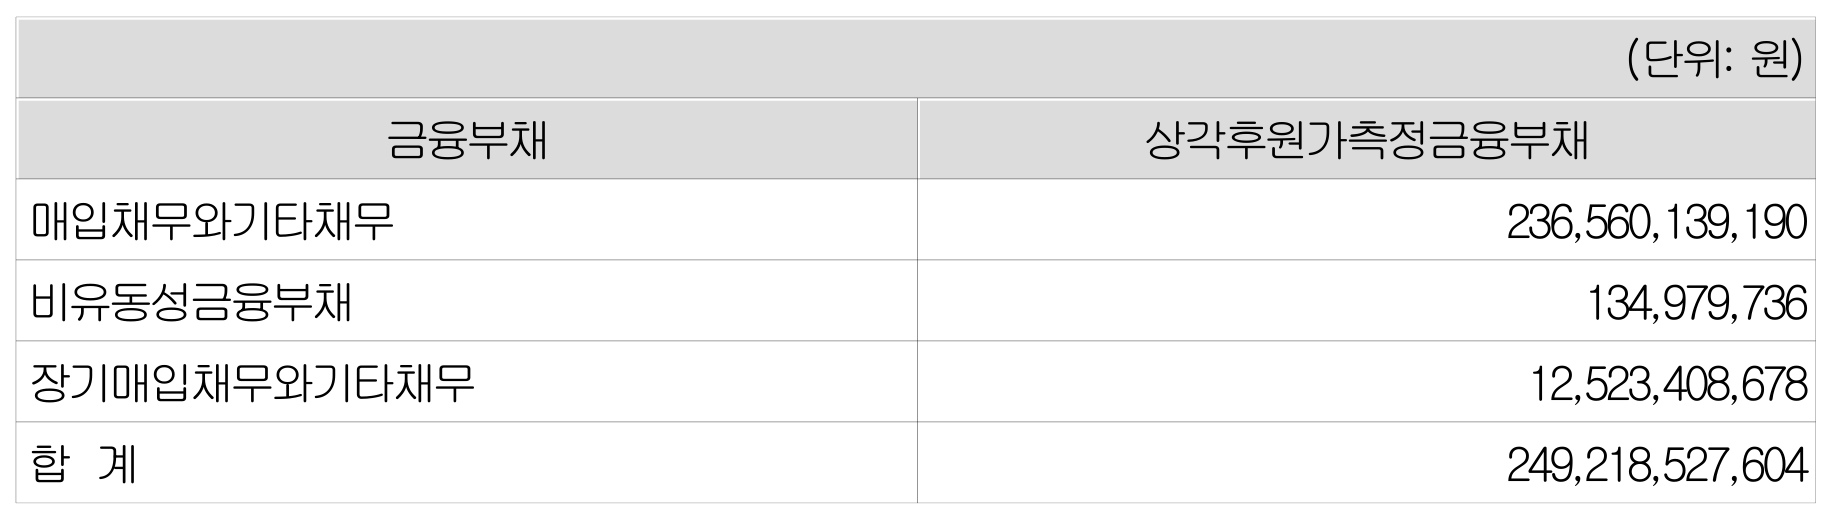 (단위: 원)
금융부채 상각후원가측정금융부채
매입채무와기타채무 236,560,139,190
비유동성금융부채 134,979,736
장기매입채무와기타채무 12,523,408,678
합 계 249,218,527,604